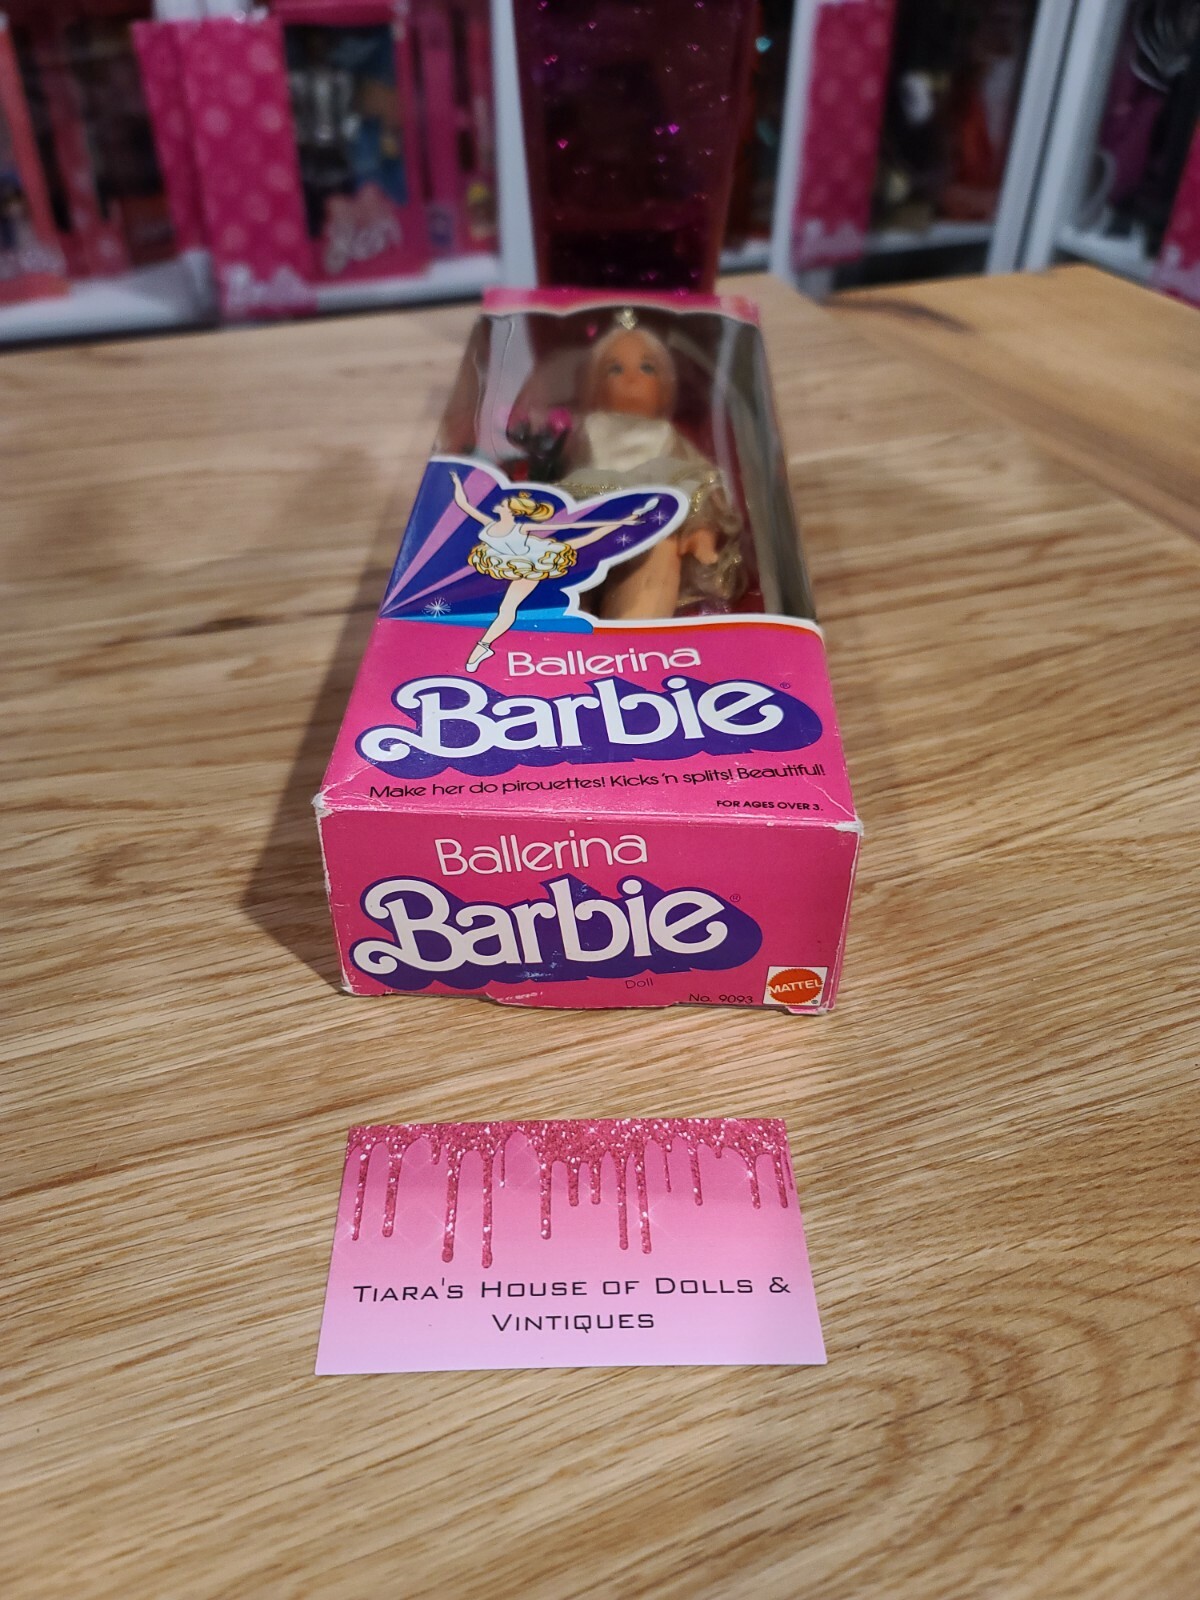 Ballerina
Barbie®
Make her do pirouettes! Kicks 'n splits! Beautiful!
FOR AGES OVER 3.
Ballerina
Barbie®
Doll
No. 9093
MATTEL
®
TIARA'S HOUSE OF DOLLS &
VINTIQUES